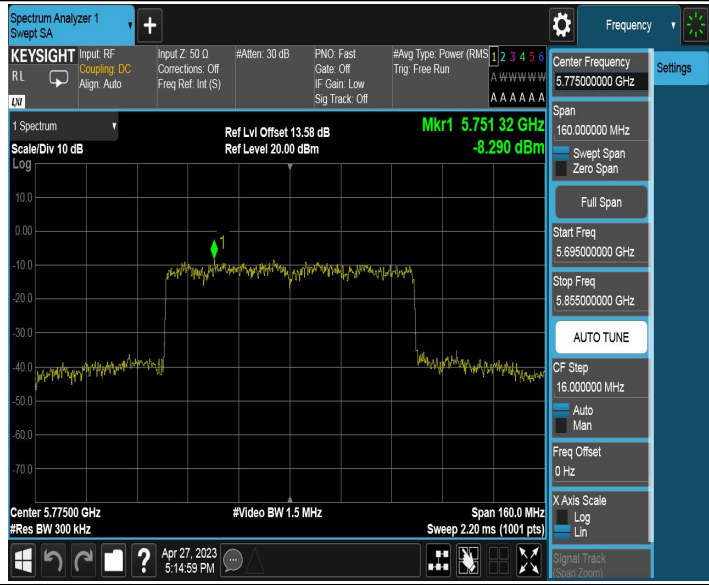 Spectrum Analyzer 1
Swept SA
Frequency
KEYSIGHT
RL
LXI
Input: RF
Coupling: DC
Align: Auto
Input Z: 50 Ω
Corrections: Off
Freq Ref: Int (S)
#Atten: 30 dB
PNO: Fast
Gate: Off
IF Gain: Low
Sig Track: Off
#Avg Type: Power (RMS
Trig: Free Run
1 2 3 4 5 6
A W W W W W
A A A A A A
Center Frequency
5.775000000 GHz
Settings
Span
160.000000 MHz
Swept Span
Zero Span
Full Span
Start Freq
5.695000000 GHz
Stop Freq
5.855000000 GHz
AUTO TUNE
CF Step
16.000000 MHz
Auto
Man
Freq Offset
0 Hz
X Axis Scale
Log
Lin
Signal Track
(Span Zoom)
1 Spectrum
Scale/Div 10 dB
Ref Lvl Offset 13.58 dB
Ref Level 20.00 dBm
Mkr1 5.751 32 GHz
-8.290 dBm
Log
10.0
0.00
-10.0
-20.0
-30.0
-40.0
-50.0
-60.0
-70.0
1
Center 5.77500 GHz
#Res BW 300 kHz
#Video BW 1.5 MHz
Span 160.0 MHz
Sweep 2.20 ms (1001 pts)
?
Apr 27, 2023
5:14:59 PM